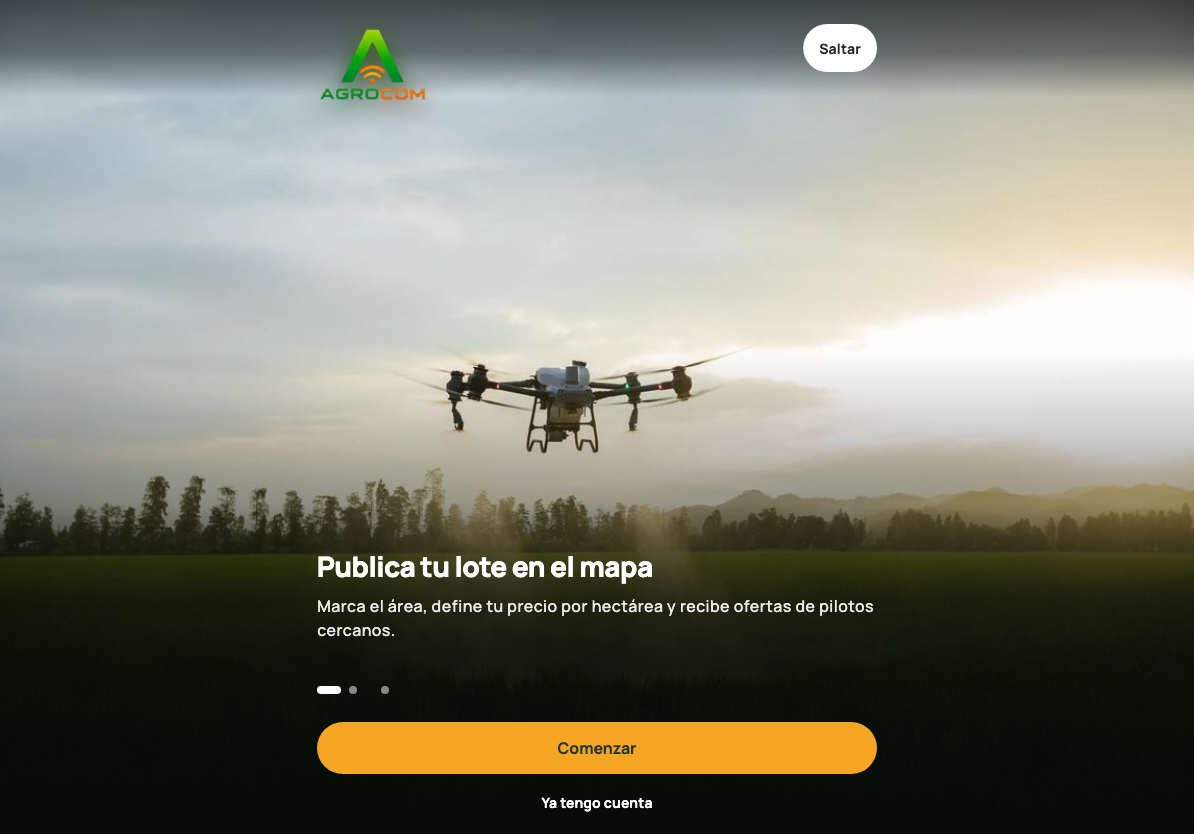 AGROCOM
Saltar
Publica tu lote en el mapa
Marca el área, define tu precio por hectárea y recibe ofertas de pilotos
cercanos.
Comenzar
Ya tengo cuenta